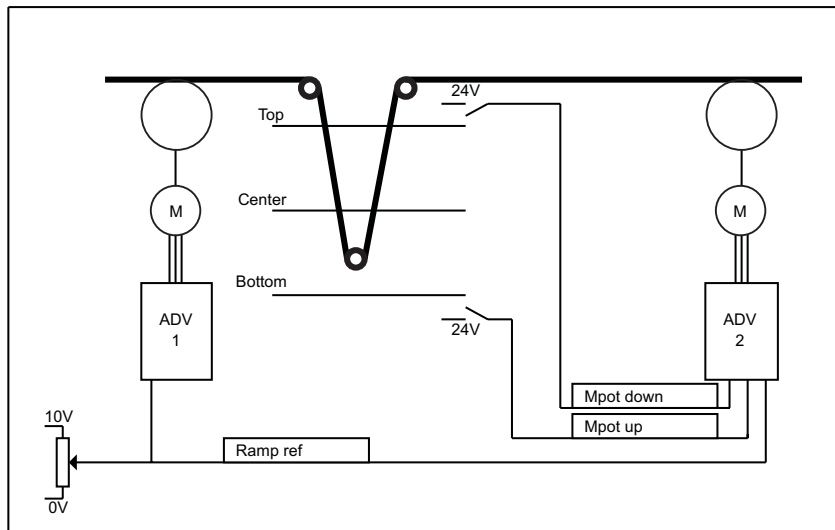 24V
Top
M
Center
M
Bottom
ADV
1
24V
ADV
2
Mpot down
10V
Mpot up
Ramp ref
0V